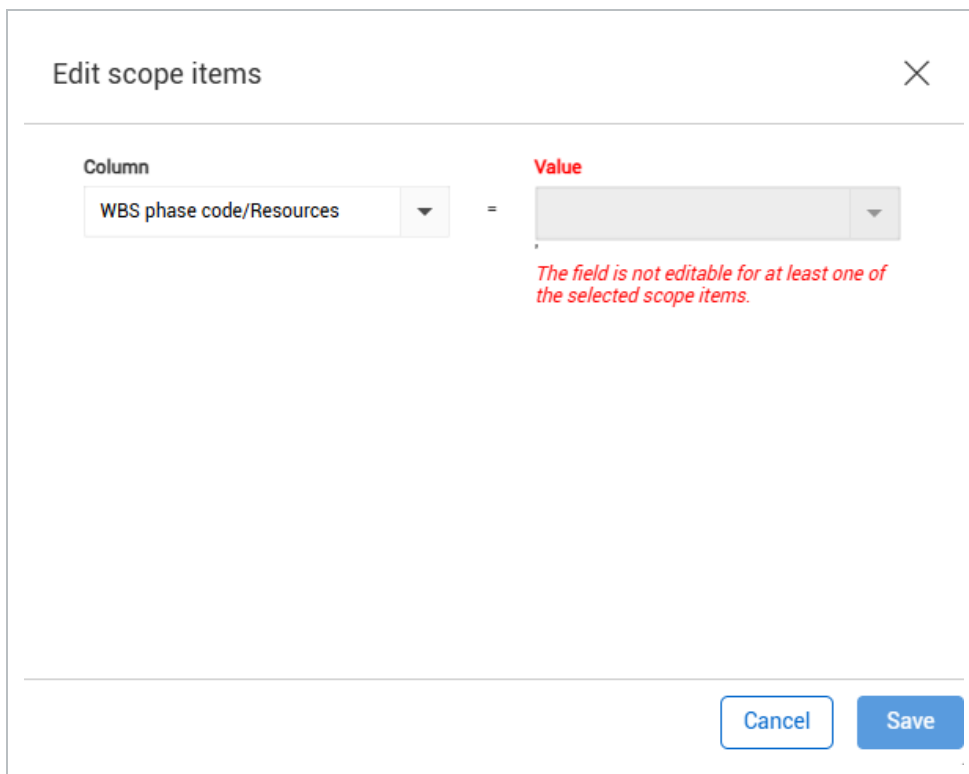 Edit scope items
Column
Value
WBS phase code/Resources
=
,
The field is not editable for at least one of
the selected scope items.
Cancel
Save